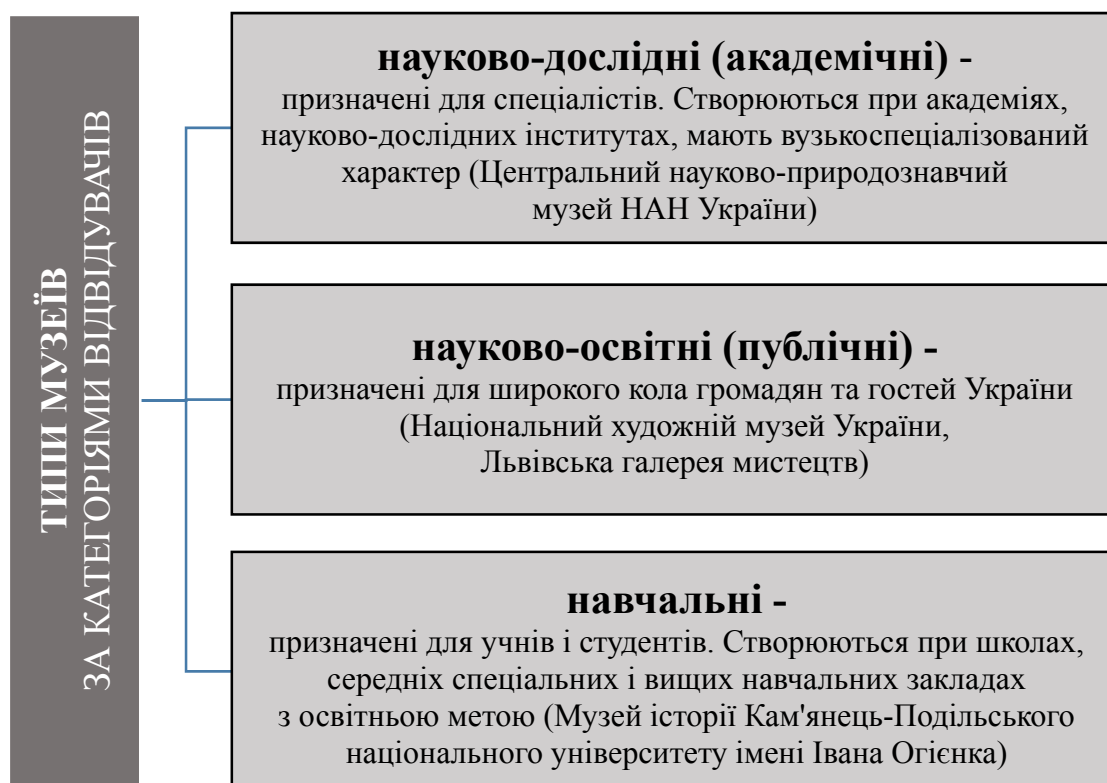 ТИПИ МУЗЕЇВ
ЗА КАТЕГОРІЯМИ ВІДВІДУВАЧІВ
науково-дослідні (академічні) -
призначені для спеціалістів. Створюються при академіях,
науково-дослідних інститутах, мають вузькоспеціалізований
характер (Центральний науково-природознавчий
музей НАН України)
науково-освітні (публічні) -
призначені для широкого кола громадян та гостей України
(Національний художній музей України,
Львівська галерея мистецтв)
навчальні -
призначені для учнів і студентів. Створюються при школах,
середніх спеціальних і вищих навчальних закладах
з освітньою метою (Музей історії Кам'янець-Подільського
національного університету імені Івана Огієнка)